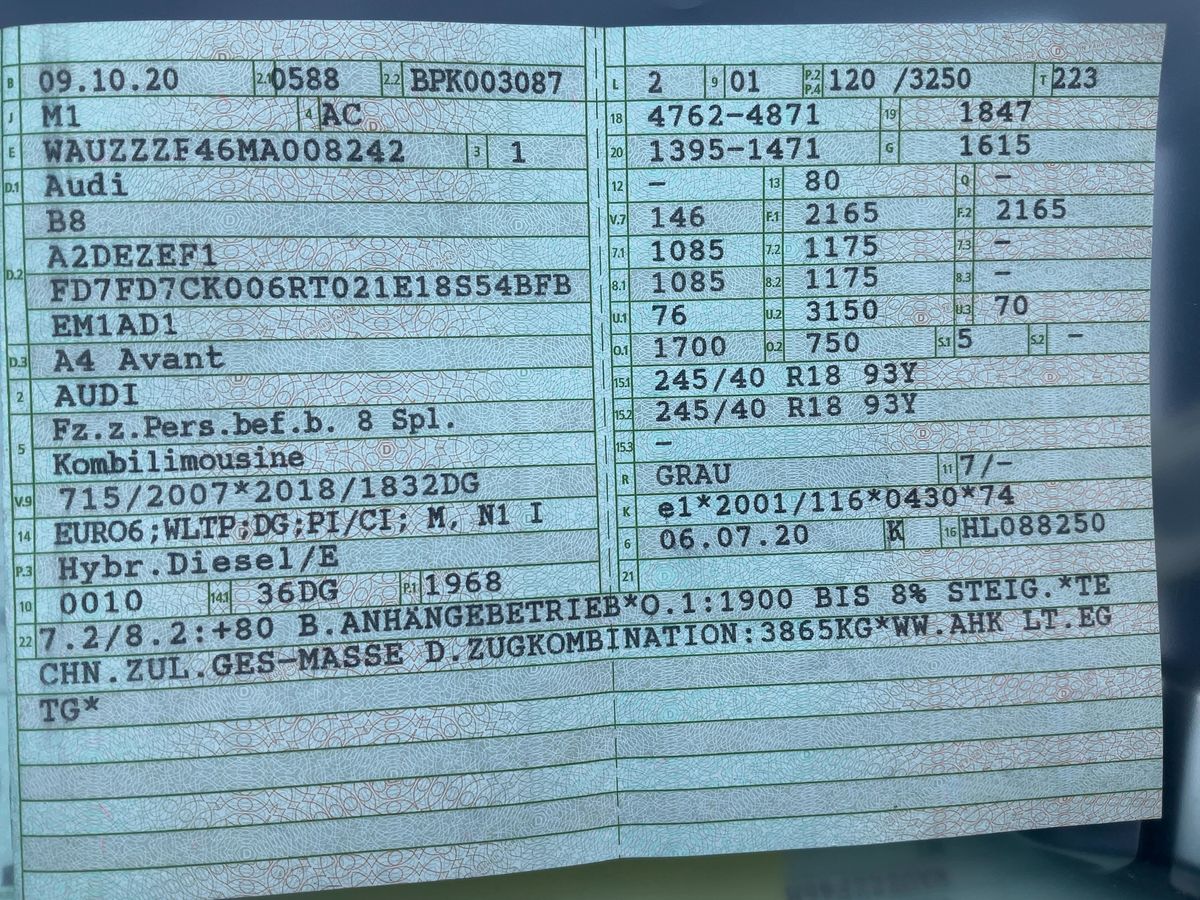 B 09.10.20 2.1 0588 2.2 BPK003087
J M1 4 AC
E WAUZZZF46MA008242 3 1
D.1 Audi
B8
D.2 A2DEZEF1
FD7FD7CK006RT021E18S54BFB
EM1AD1
D.3 A4 Avant
2 AUDI
5 Fz.z.Pers.bef.b. 8 Spl.
Kombilimousine
V.9 715/2007*2018/1832DG
14 EURO6;WLTP;DG;PI/CI; M, N1 I
P.3 Hybr.Diesel/E
10 0010 14.1 36DG P.1 1968
L 2 9 01 P.2 P.4 120 /3250 T 223
18 4762-4871 19 1847
20 1395-1471 G 1615
12 - 13 80 Q -
V.7 146 F.1 2165 F.2 2165
7.1 1085 7.2 1175 7.3 -
8.1 1085 8.2 1175 8.3 -
U.1 76 U.2 3150 U.3 70
O.1 1700 O.2 750 S.1 5 S.2 -
15.1 245/40 R18 93Y
15.2 245/40 R18 93Y
15.3 -
R GRAU 11 7/-
K e1*2001/116*0430*74
6 06.07.20 K 16 HL088250
21
22 7.2/8.2:+80 B.ANHÄNGEBETRIEB*O.1:1900 BIS 8% STEIG.*TE
CHN.ZUL.GES-MASSE D.ZUGKOMBINATION:3865KG*WW.AHK LT.EG
TG*